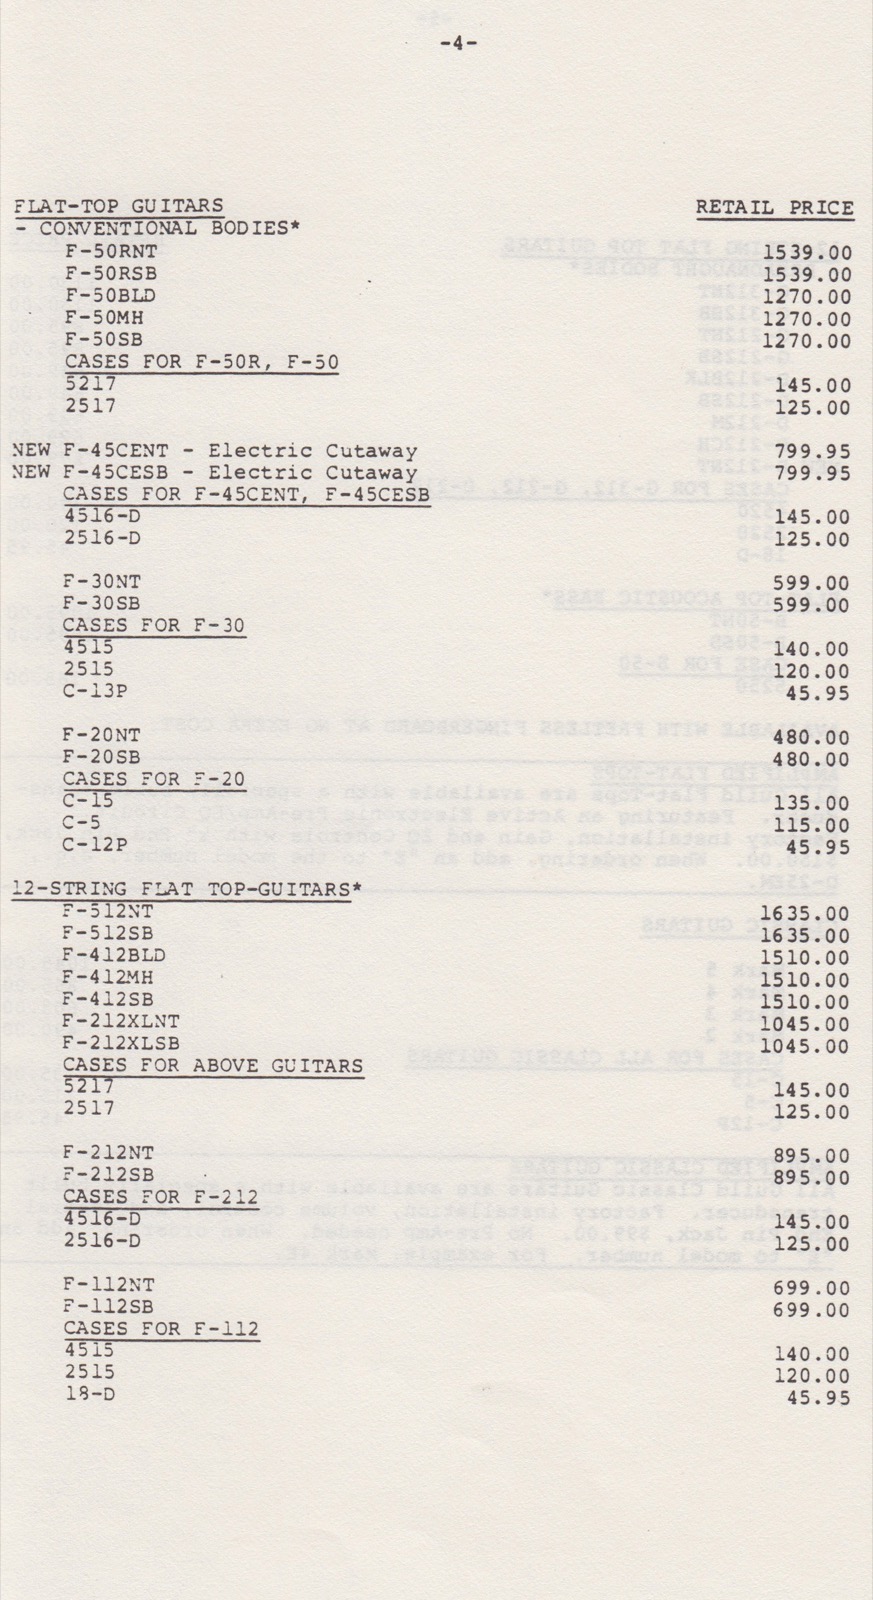 -4-
FLAT-TOP GUITARS RETAIL PRICE
- CONVENTIONAL BODIES*
F-50RNT 1539.00
F-50RSB 1539.00
F-50BLD 1270.00
F-50MH 1270.00
F-50SB 1270.00
CASES FOR F-50R, F-50
5217 145.00
2517 125.00
NEW F-45CENT - Electric Cutaway 799.95
NEW F-45CESB - Electric Cutaway 799.95
CASES FOR F-45CENT, F-45CESB
4516-D 145.00
2516-D 125.00
F-30NT 599.00
F-30SB 599.00
CASES FOR F-30
4515 140.00
2515 120.00
C-13P 45.95
F-20NT 480.00
F-20SB 480.00
CASES FOR F-20
C-15 135.00
C-5 115.00
C-12P 45.95
12-STRING FLAT TOP-GUITARS*
F-512NT 1635.00
F-512SB 1635.00
F-412BLD 1510.00
F-412MH 1510.00
F-412SB 1510.00
F-212XLNT 1045.00
F-212XLSB 1045.00
CASES FOR ABOVE GUITARS
5217 145.00
2517 125.00
F-212NT 895.00
F-212SB 895.00
CASES FOR F-212
4516-D 145.00
2516-D 125.00
F-112NT 699.00
F-112SB 699.00
CASES FOR F-112
4515 140.00
2515 120.00
18-D 45.95